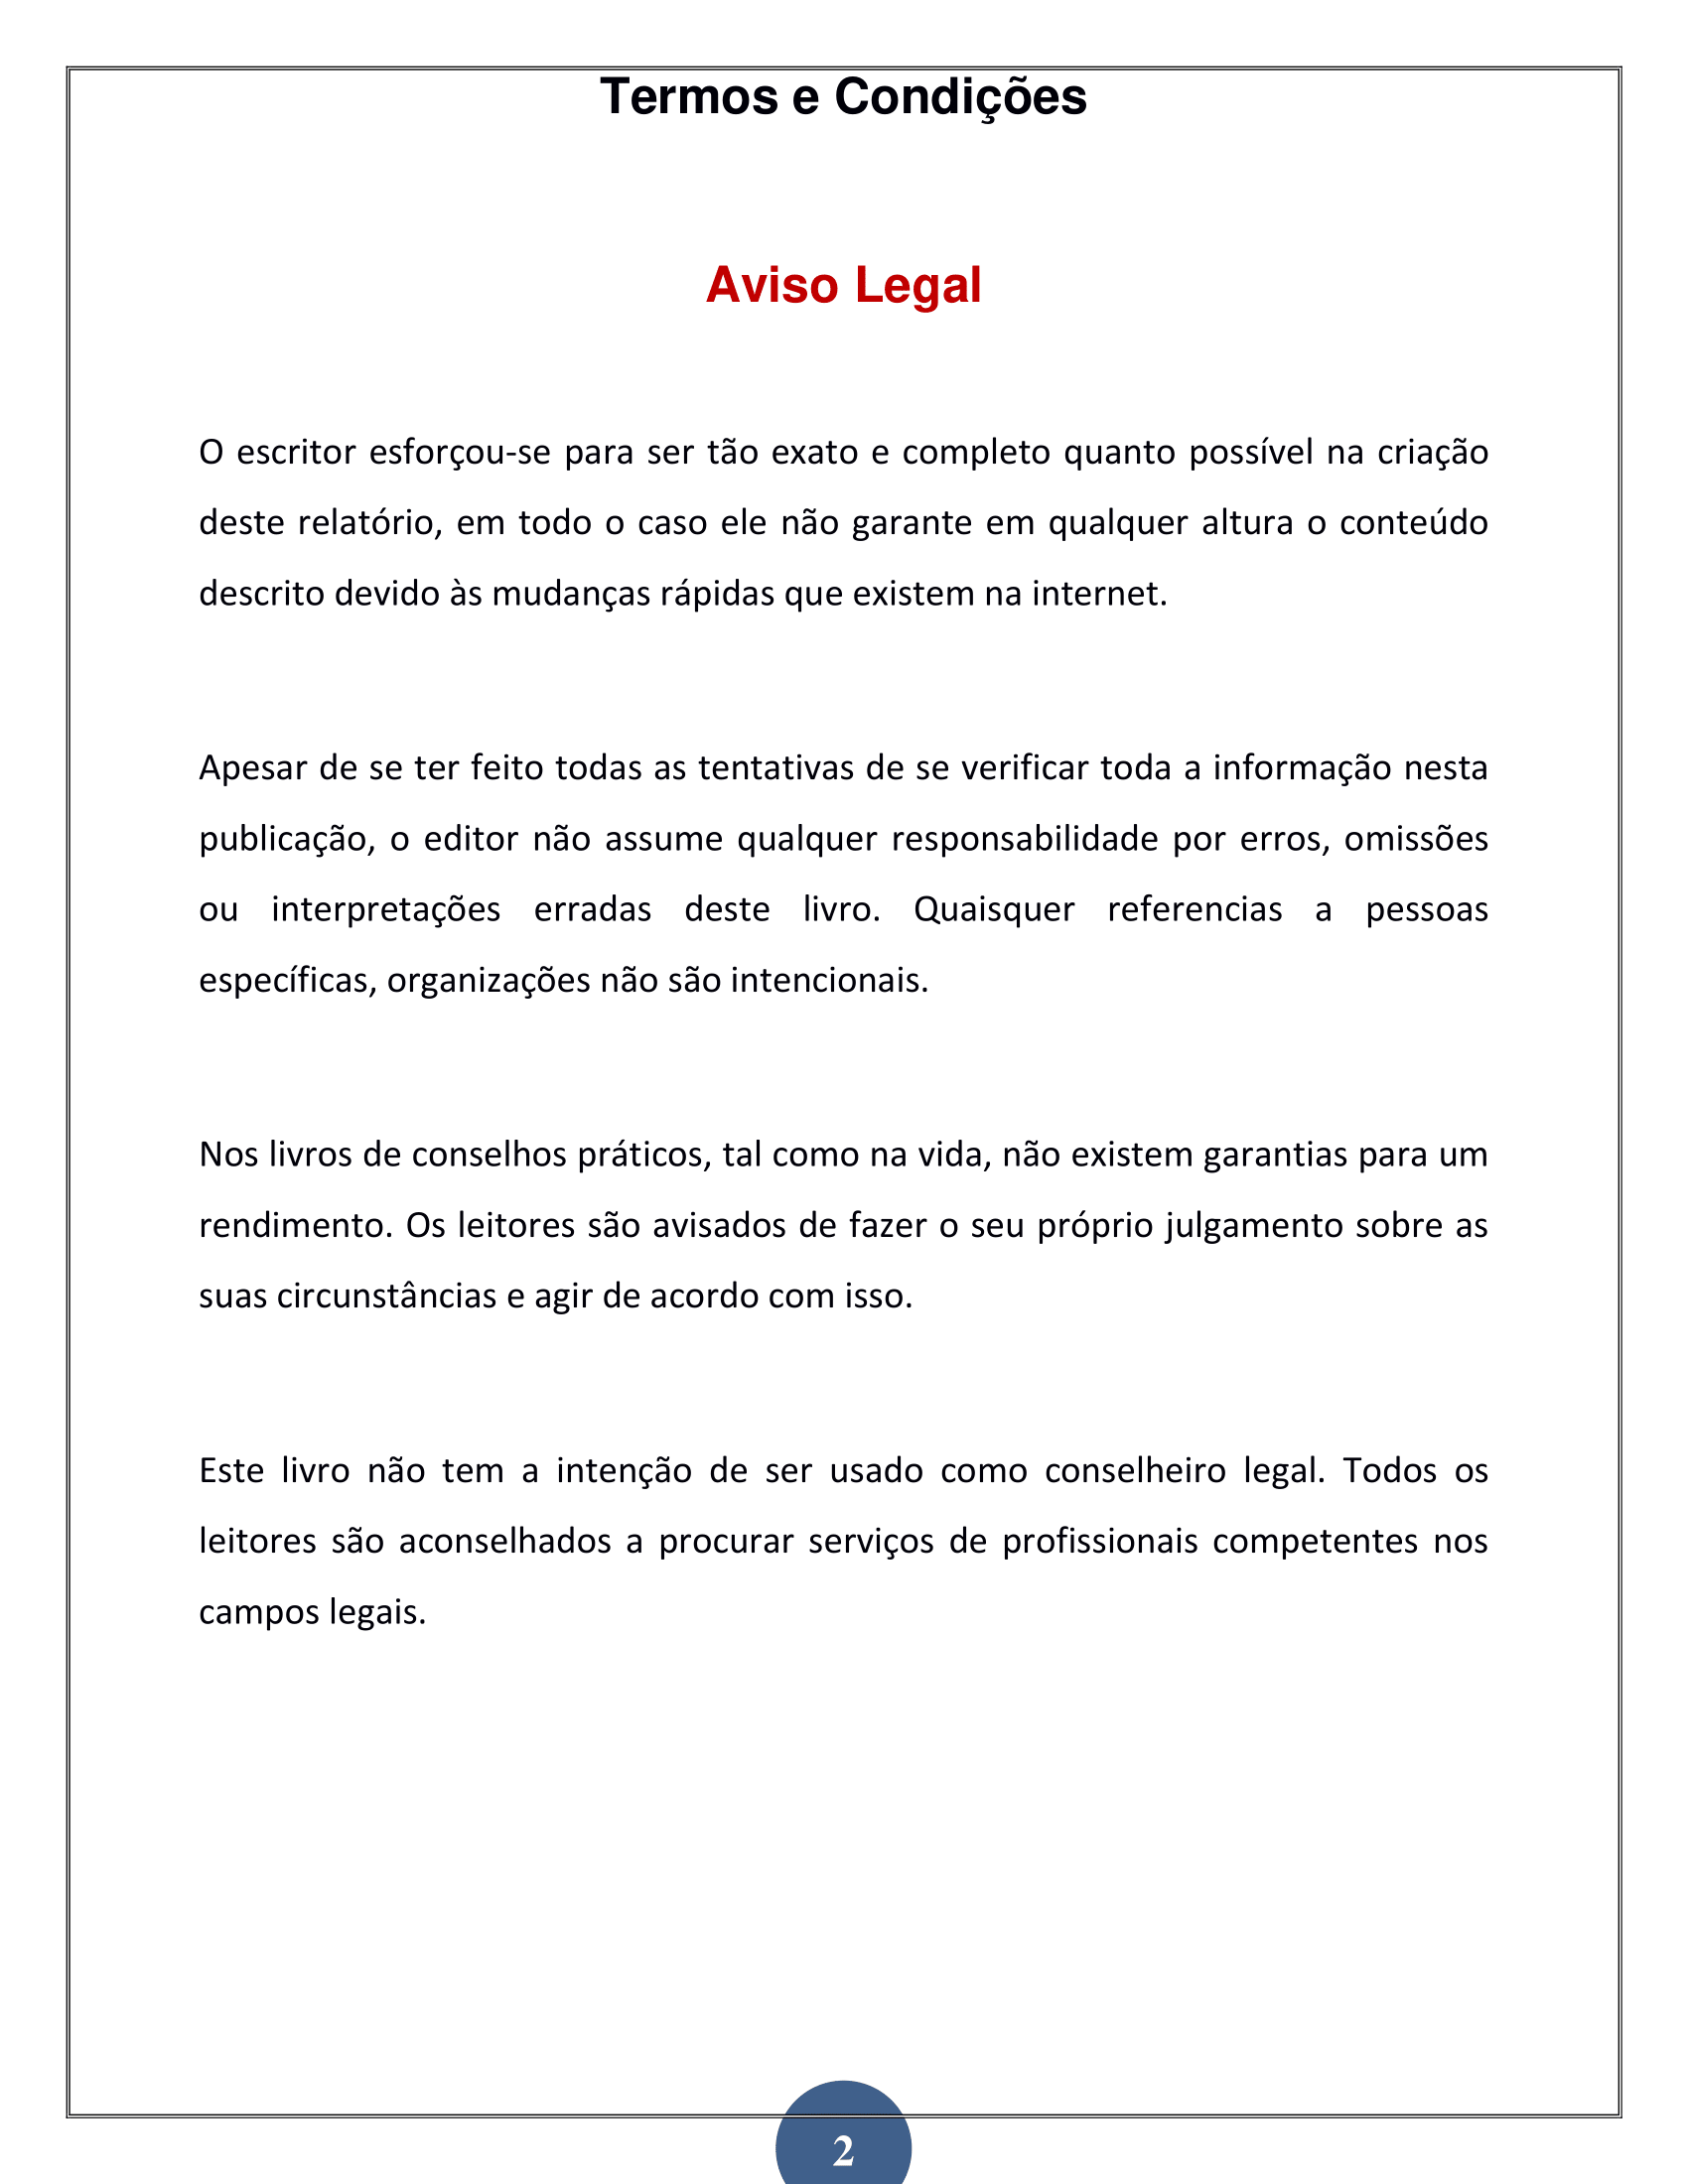 Termos e Condições
Aviso Legal
O escritor esforçou-se para ser tão exato e completo quanto possível na criação
deste relatório, em todo o caso ele não garante em qualquer altura o conteúdo
descrito devido às mudanças rápidas que existem na internet.
Apesar de se ter feito todas as tentativas de se verificar toda a informação nesta
publicação, o editor não assume qualquer responsabilidade por erros, omissões
ou interpretações erradas deste livro. Quaisquer referencias a pessoas
específicas, organizações não são intencionais.
Nos livros de conselhos práticos, tal como na vida, não existem garantias para um
rendimento. Os leitores são avisados de fazer o seu próprio julgamento sobre as
suas circunstâncias e agir de acordo com isso.
Este livro não tem a intenção de ser usado como conselheiro legal. Todos os
leitores são aconselhados a procurar serviços de profissionais competentes nos
campos legais.
2